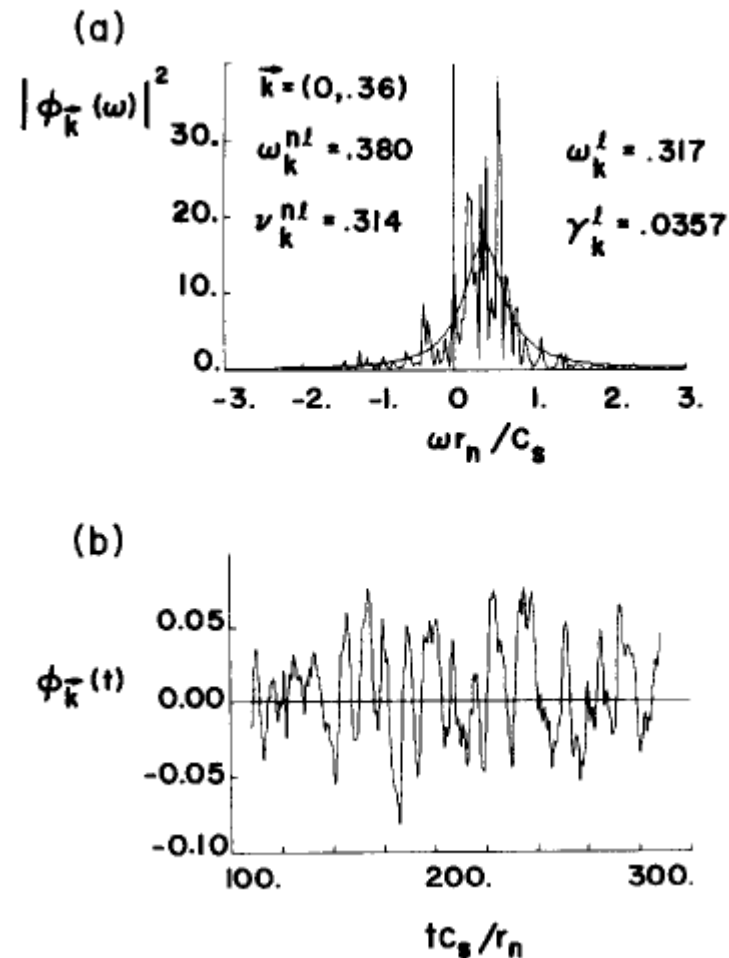 (a)
|ϕ_k⃗(ω)|²
k⃗ = (0,.36)
ω_k^nℓ = .380
ν_k^nℓ = .314
ω_k^ℓ = .317
γ_k^ℓ = .0357
30.
20.
10.
0.
-3. -2. -1. 0 1. 2. 3.
ωr_n/C_s
(b)
ϕ_k⃗(t)
0.05
0.00
-0.05
-0.10
100. 200. 300.
tc_s/r_n